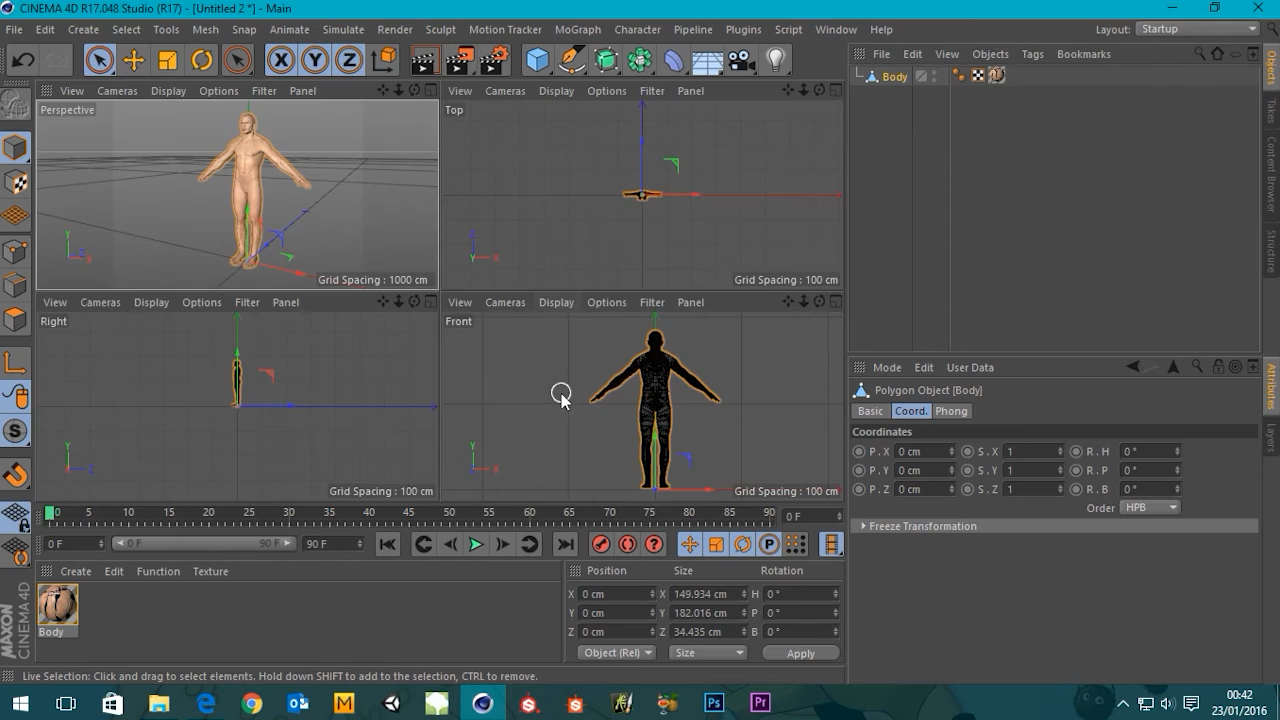 CINEMA 4D R17.048 Studio (R17) - [Untitled 2 *] - Main
File Edit Create Select Tools Mesh Snap Animate Simulate Render Sculpt Motion Tracker MoGraph Character Pipeline Plugins Script Window Help Layout: Startup
X Y Z
File Edit View Objects Tags Bookmarks
Body
View Cameras Display Options Filter Panel
Perspective
Y
Z
X
Grid Spacing : 1000 cm
View Cameras Display Options Filter Panel
Top
Z
Y
X
Grid Spacing : 100 cm
View Cameras Display Options Filter Panel
Right
Y
X
Z
Grid Spacing : 100 cm
View Cameras Display Options Filter Panel
Front
Y
Z
X
Grid Spacing : 100 cm
Objects
Takes
Content Browser
Structure
Attributes
Layers
Mode Edit User Data
Polygon Object [Body]
Basic Coord. Phong
Coordinates
P . X 0 cm S . X 1 R . H 0 °
P . Y 0 cm S . Y 1 R . P 0 °
P . Z 0 cm S . Z 1 R . B 0 °
Order HPB
Freeze Transformation
0 5 10 15 20 25 30 35 40 45 50 55 60 65 70 75 80 85 90 0 F
0 F 0 F 90 F 90 F
P
Create Edit Function Texture
Body
Position Size Rotation
X 0 cm X 149.934 cm H 0 °
Y 0 cm Y 182.016 cm P 0 °
Z 0 cm Z 34.435 cm B 0 °
Object (Rel) Size Apply
S
MAXON CINEMA 4D
Live Selection: Click and drag to select elements. Hold down SHIFT to add to the selection, CTRL to remove.
M
Ps
Pr
00:42
23/01/2016